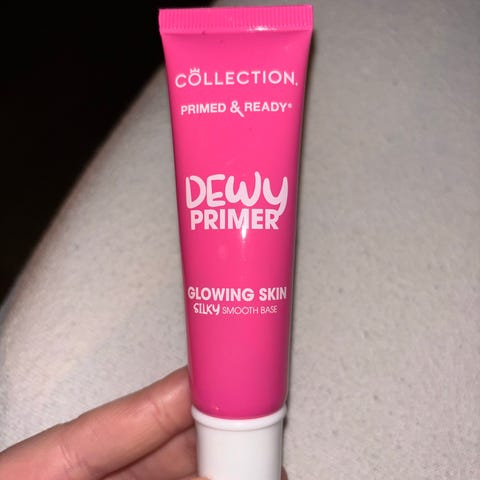 COLLECTION.
PRIMED & READY®
DEWY
PRIMER
GLOWING SKIN
SILKY SMOOTH BASE